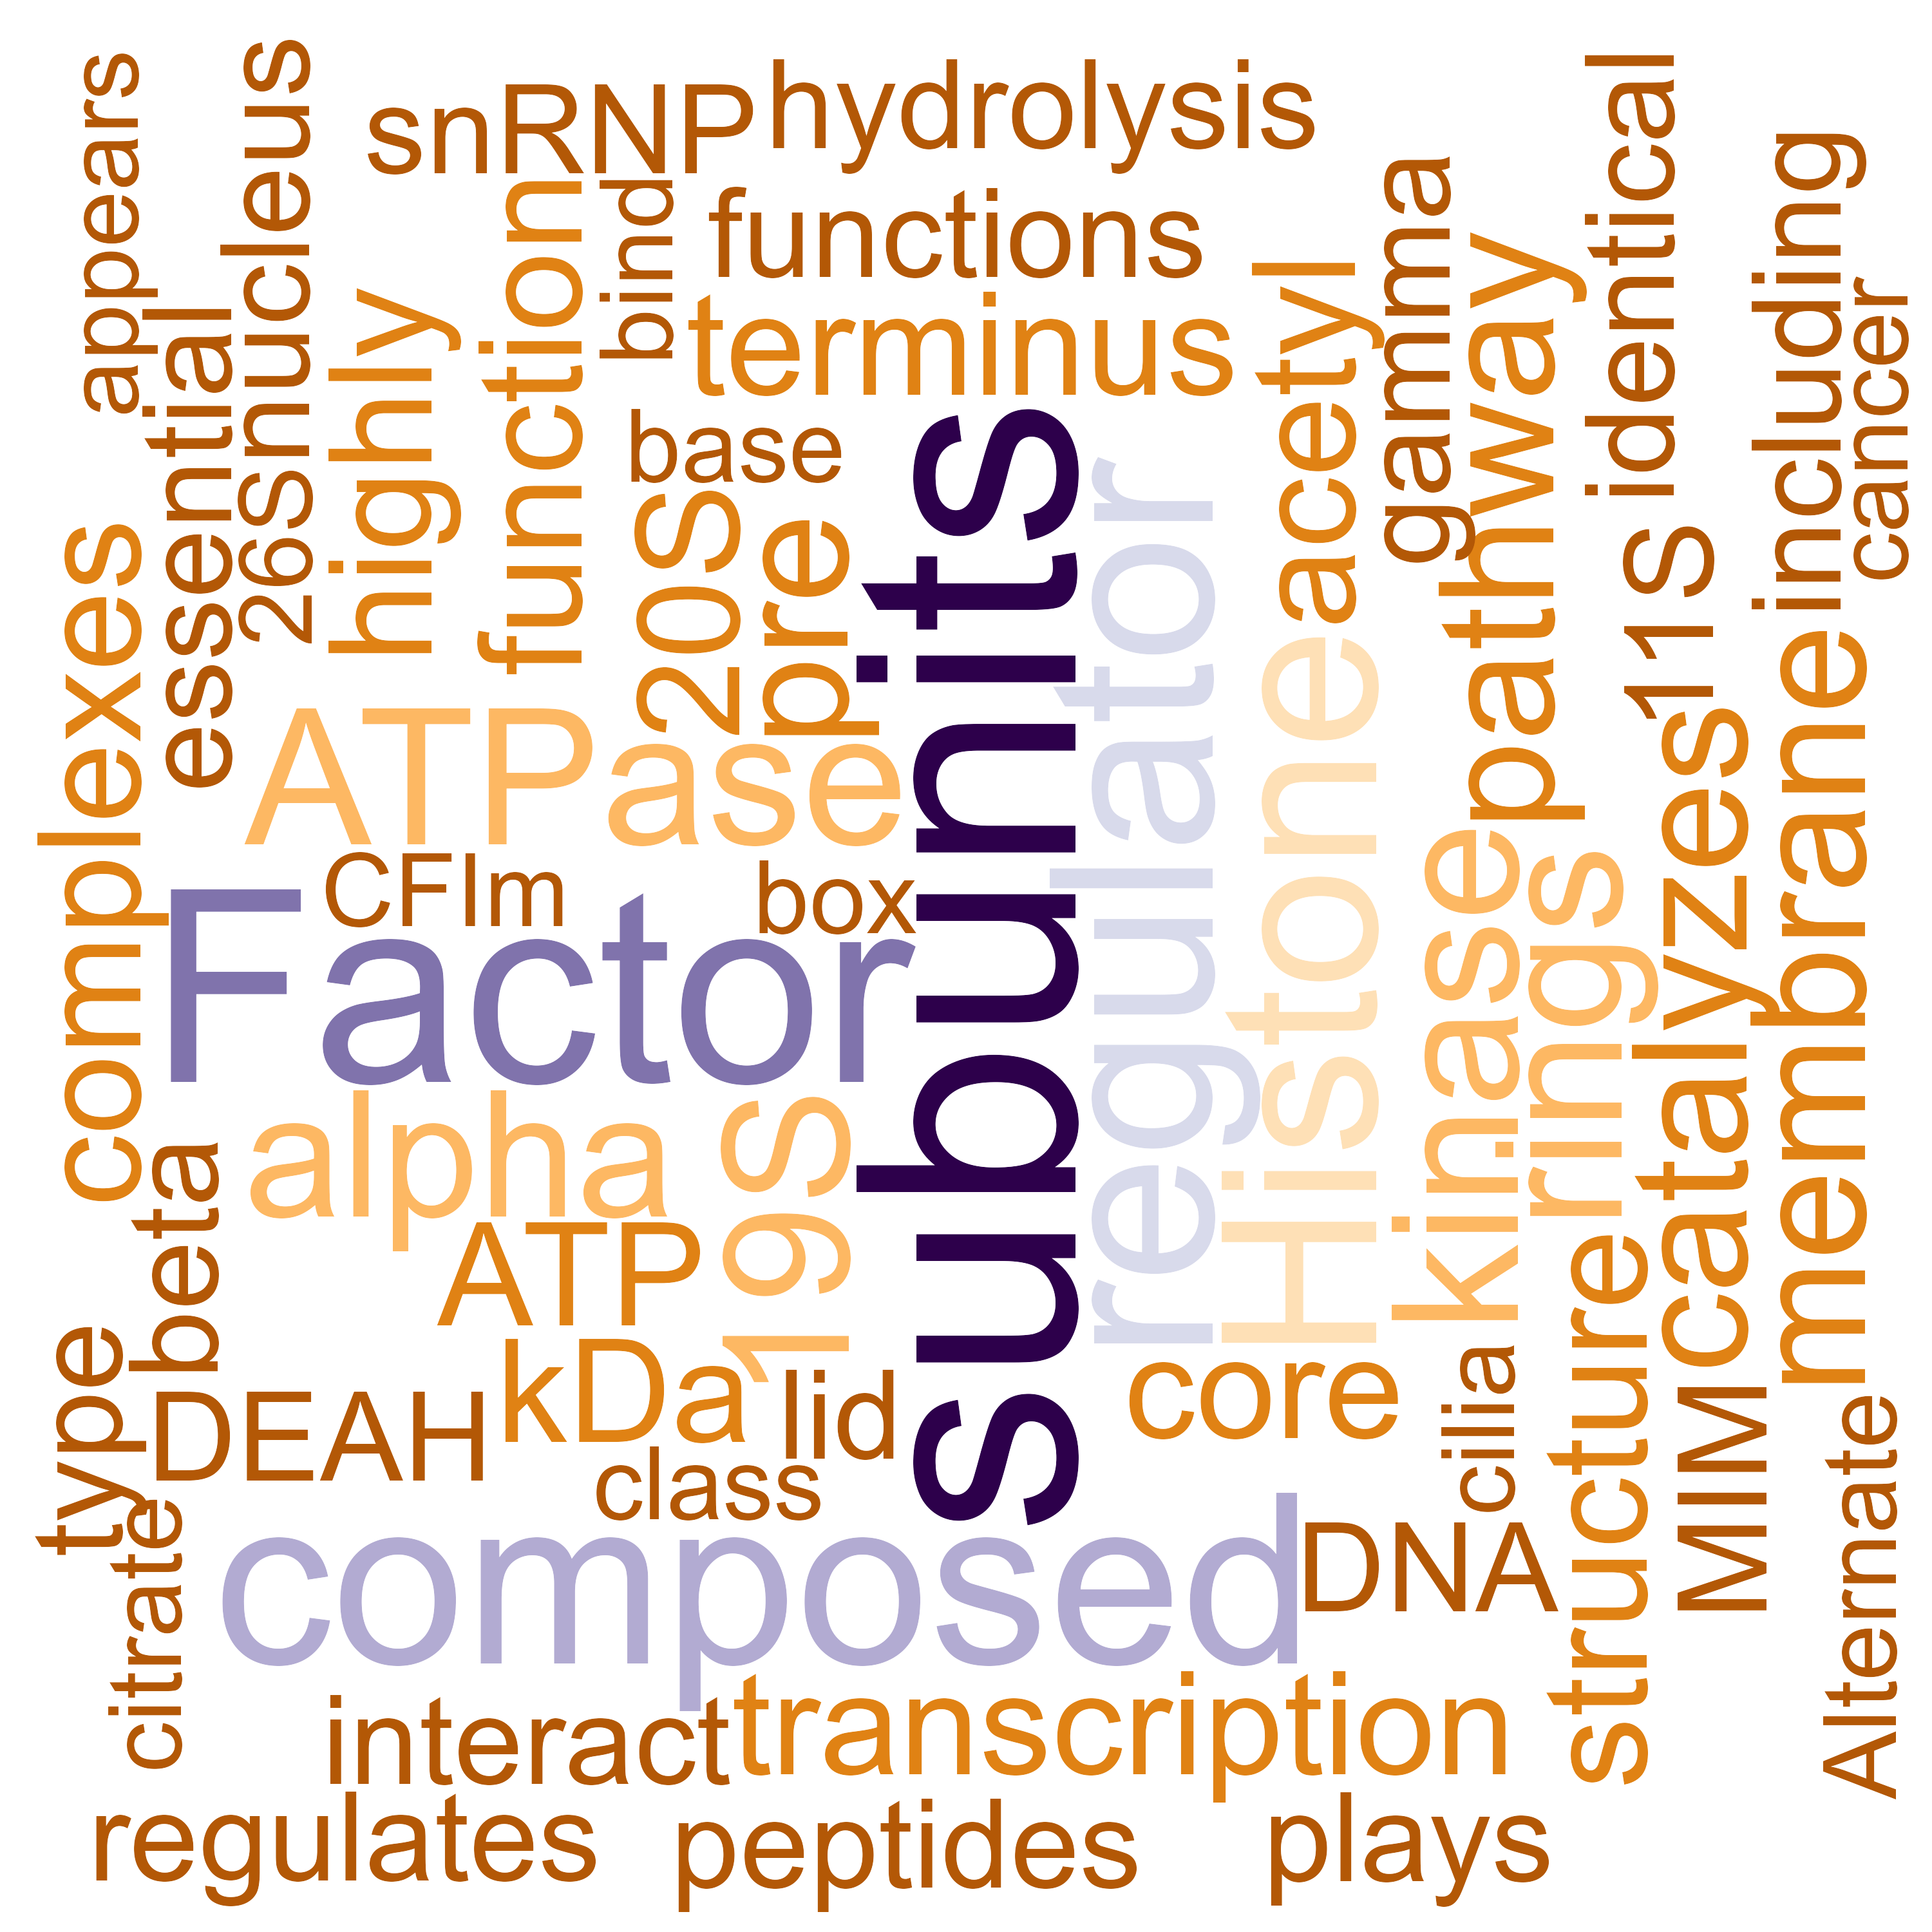 snRNP
hydrolysis
functions
bind
terminus
base
appears
nucleus
essential
26S
highly
function
20S
pre
subunits
regulator
acetyl
gamma
pathway
identical
including
cancer
11S
complexes
ATPase
CFIm
box
Factor
Histone
kinase
rings
catalyze
membrane
alpha
19S
ATP
beta
kDa
lid
core
cilia
structure
MIM
type
DEAH
class
citrate
composed
DNA
Alternate
interact
transcription
regulates
peptides
plays